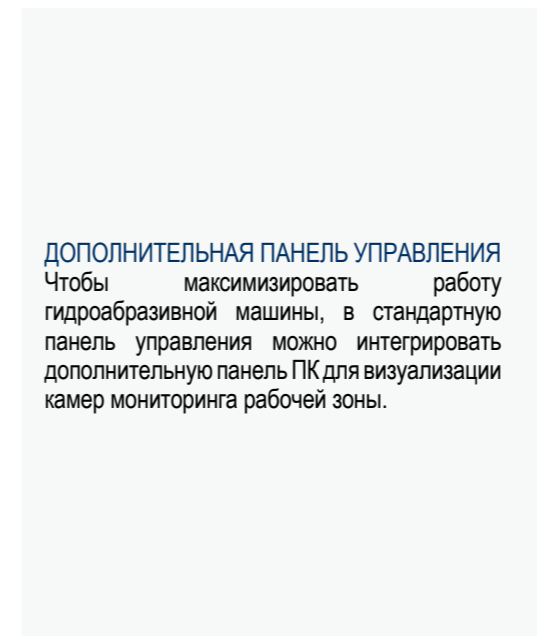 ДОПОЛНИТЕЛЬНАЯ ПАНЕЛЬ УПРАВЛЕНИЯ
Чтобы максимизировать работу
гидроабразивной машины, в стандартную
панель управления можно интегрировать
дополнительную панель ПК для визуализации
камер мониторинга рабочей зоны.